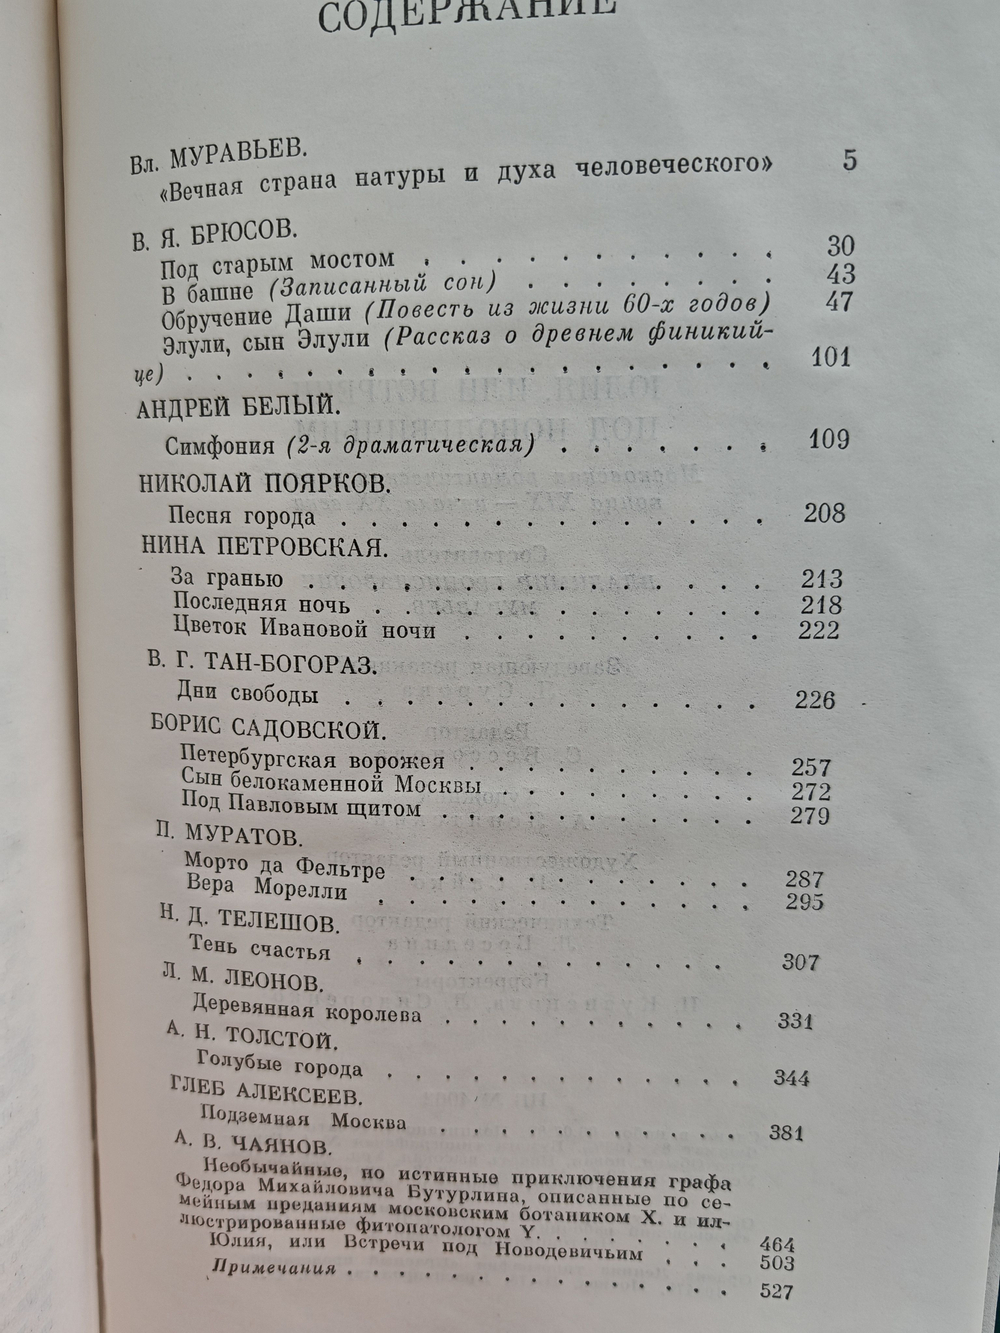 СОДЕРЖАНИЕ
Вл. МУРАВЬЕВ.
«Вечная страна натуры и духа человеческого» 5
В. Я. БРЮСОВ.
Под старым мостом . . . . . . . . . . . 30
В башне (Записанный сон) . . . . . . . . 43
Обручение Даши (Повесть из жизни 60-х годов) 47
Элули, сын Элули (Рассказ о древнем финикий-
це) . . . . . . . . . . . . . . . . . . . 101
АНДРЕЙ БЕЛЫЙ.
Симфония (2-я драматическая) . . . . . . . 109
НИКОЛАЙ ПОЯРКОВ.
Песня города . . . . . . . . . . . . . . 208
НИНА ПЕТРОВСКАЯ.
За гранью . . . . . . . . . . . . . . . 213
Последняя ночь . . . . . . . . . . . . . 218
Цветок Ивановой ночи . . . . . . . . . . 222
В. Г. ТАН-БОГОРАЗ.
Дни свободы . . . . . . . . . . . . . . 226
БОРИС САДОВСКОЙ.
Петербургская ворожея . . . . . . . . . . 257
Сын белокаменной Москвы . . . . . . . . . 272
Под Павловым щитом . . . . . . . . . . . 279
П. МУРАТОВ.
Морто да Фельтре . . . . . . . . . . . . 287
Вера Морелли . . . . . . . . . . . . . 295
Н. Д. ТЕЛЕШОВ.
Тень счастья . . . . . . . . . . . . . 307
Л. М. ЛЕОНОВ.
Деревянная королева . . . . . . . . . . . 331
А. Н. ТОЛСТОЙ.
Голубые города . . . . . . . . . . . . 344
ГЛЕБ АЛЕКСЕЕВ.
Подземная Москва . . . . . . . . . . . 381
А. В. ЧАЯНОВ.
Необычайные, но истинные приключения графа
Федора Михайловича Бутурлина, описанные по се-
мейным преданиям московским ботаником X. и ил-
люстрированные фитопатологом Y. . . . . . . . 464
Юлия, или Встречи под Новодевичьим . . . 503
Примечания . . . . . . . . . . . . . . . 527